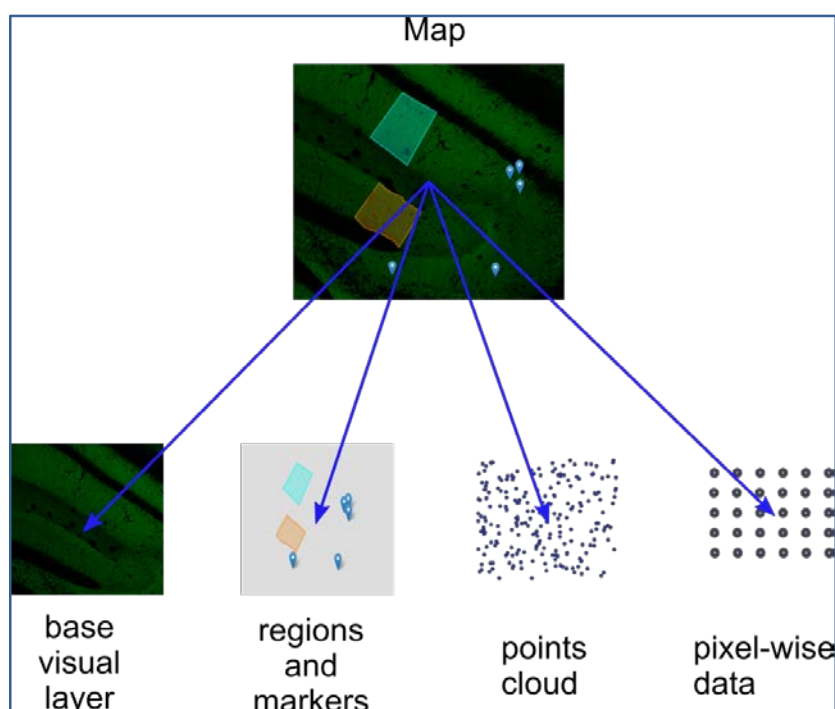 Map
base
visual
layer
regions
and
markers
points
cloud
pixel-wise
data